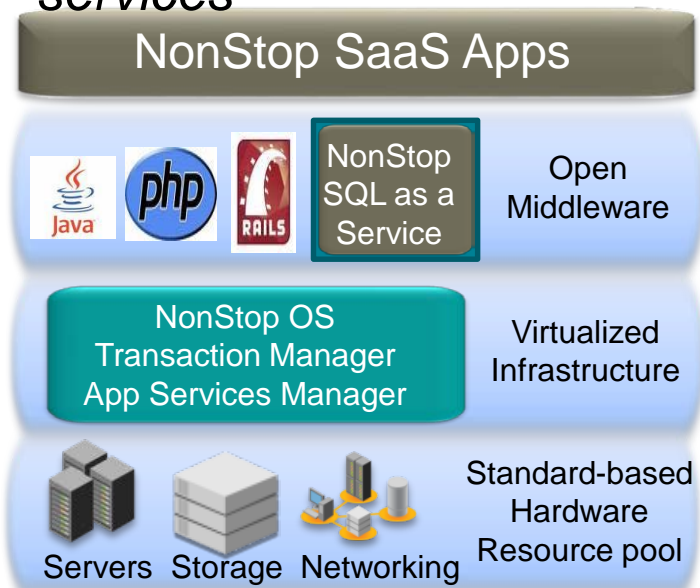 services
NonStop SaaS Apps
Java
php
RAILS
NonStop
SQL as a
Service
Open
Middleware
NonStop OS
Transaction Manager
App Services Manager
Virtualized
Infrastructure
Servers Storage Networking
Standard-based
Hardware
Resource pool